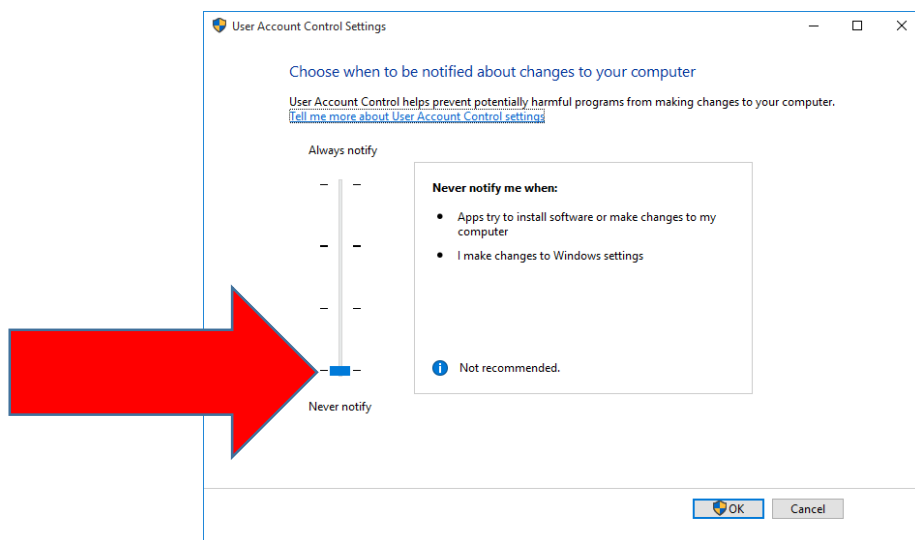 User Account Control Settings
Choose when to be notified about changes to your computer
User Account Control helps prevent potentially harmful programs from making changes to your computer.
Tell me more about User Account Control settings
Always notify
Never notify me when:
• Apps try to install software or make changes to my
computer
• I make changes to Windows settings
Not recommended.
Never notify
OK
Cancel